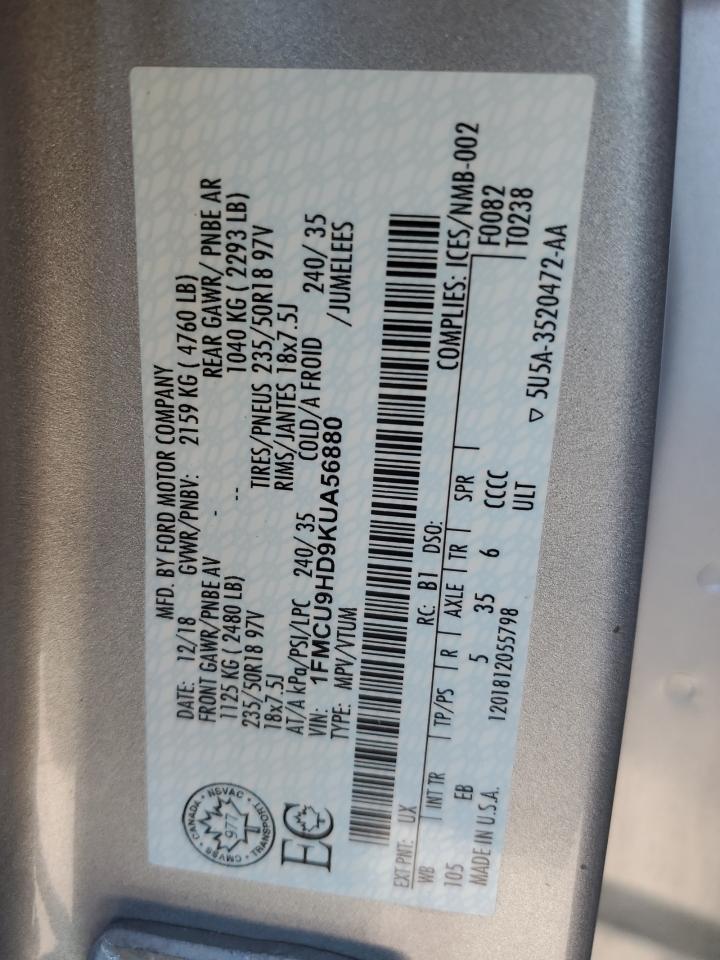 MFD. BY FORD MOTOR COMPANY
DATE: 12/18 GVWR/PNBV: 2159 KG ( 4760 LB)
FRONT GAWR/PNBE AV - REAR GAWR/ PNBE AR
1125 KG ( 2480 LB) -- 1040 KG ( 2293 LB)
235/50R18 97V TIRES/PNEUS 235/50R18 97V
18x7.5J RIMS/JANTES 18x7.5J
AT/A kPa/PSI/LPC 240/ 35 COLD/A FROID 240/ 35
VIN: 1FMCU9HD9KUA56880 /JUMELEES
TYPE: MPV/VTUM
CANADA · NSVAC · TRANSPORT · CMVSS
977
T
EC
EXT PNT: UX RC: B1 DSO: COMPLIES: ICES/NMB-002
WB INT TR TP/PS R AXLE TR SPR F0082
105 EB 5 35 6 CCCC T0238
MADE IN U.S.A. 1201812055798 ULT
▽ 5U5A-3520472-AA